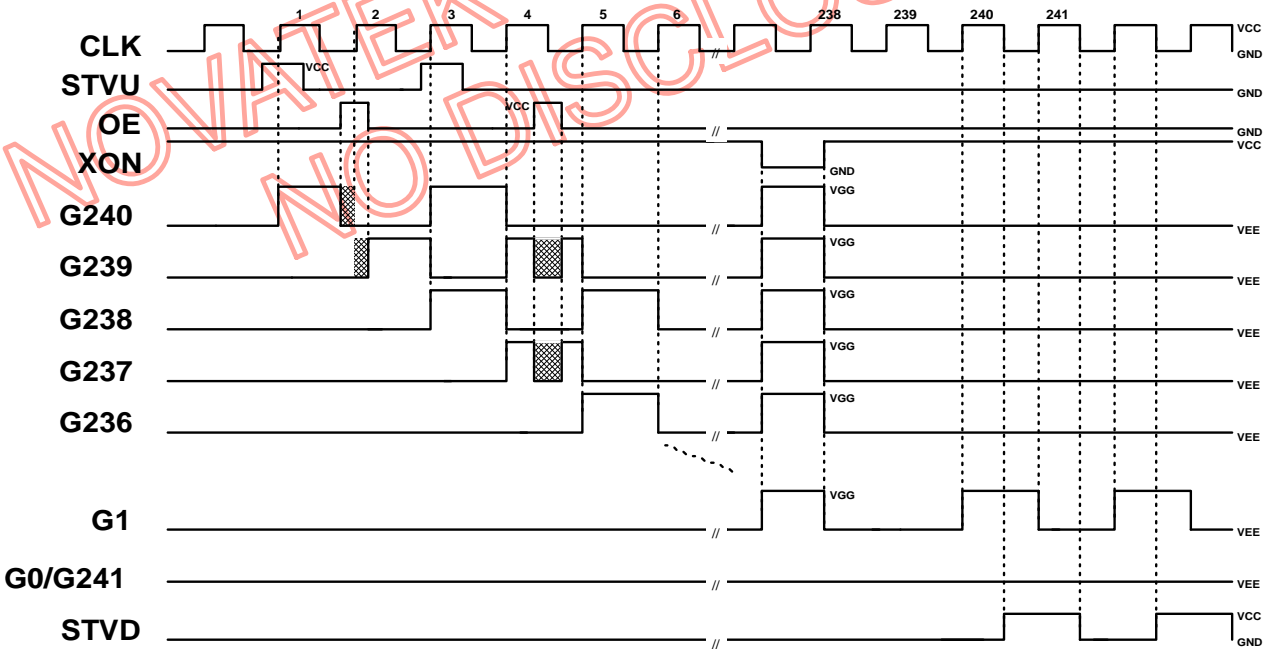 1 2 3 4 5 6 238 239 240 241
CLK VCC GND
STVU VCC GND
OE VCC GND
XON VCC GND
G240 VGG VEE
G239 VGG VEE
G238 VGG VEE
G237 VGG VEE
G236 VGG VEE
G1 VGG VEE
G0/G241 VEE
STVD VCC GND
// // // // // // // // // // // //
NOVATEK
NO DISCLO